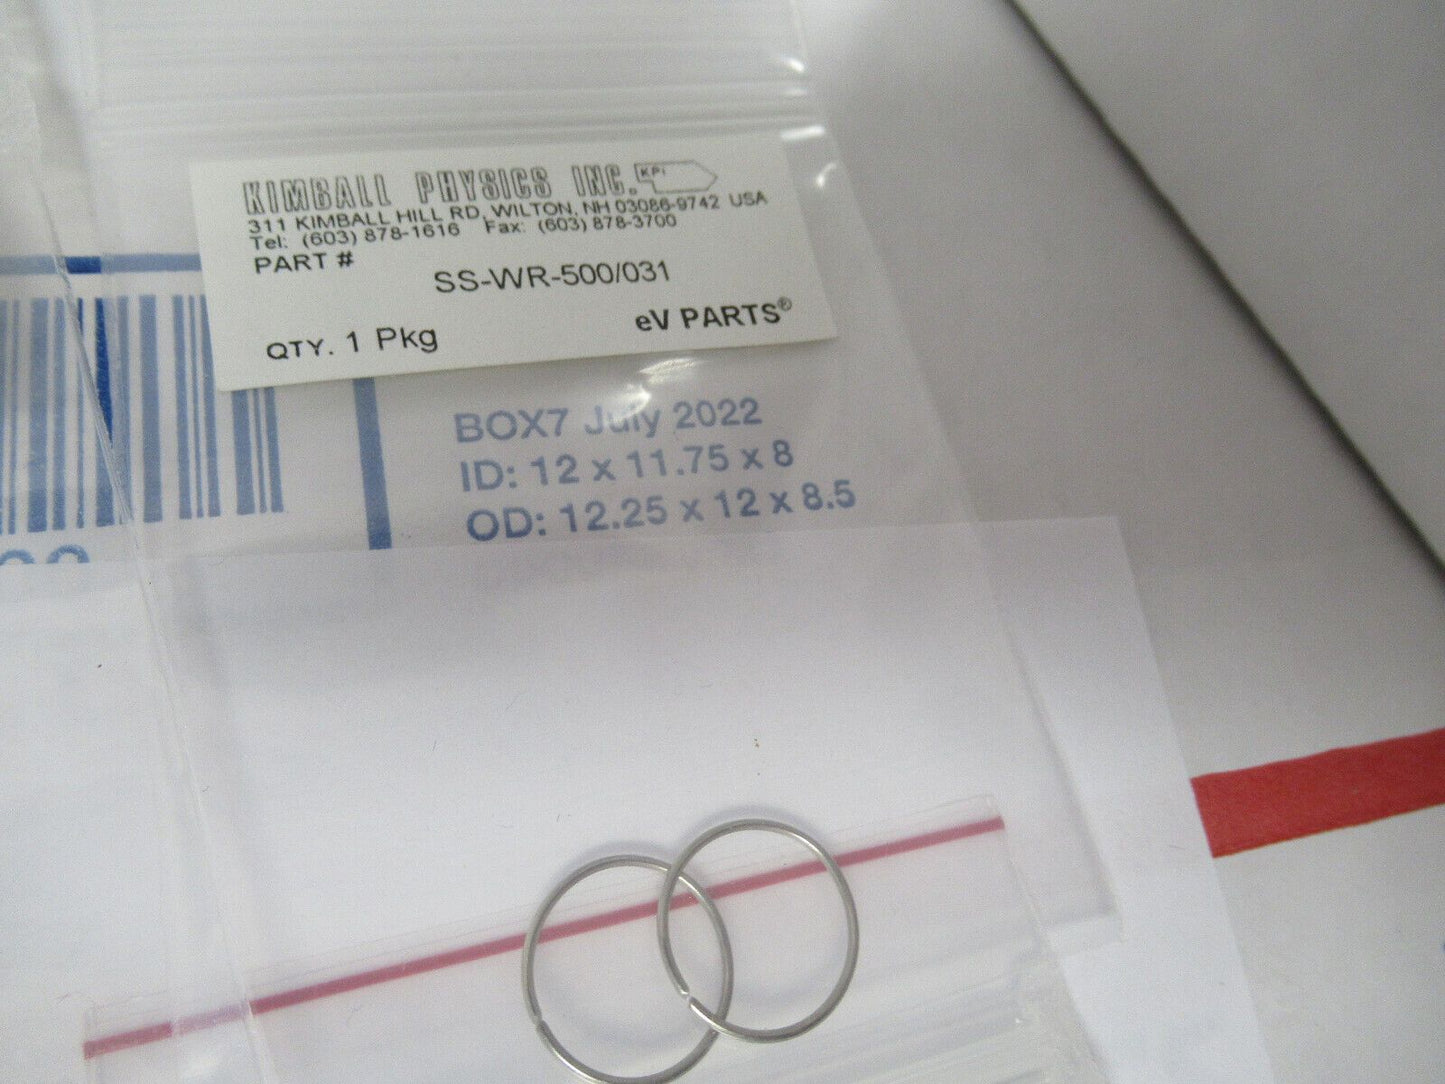 KIMBALL PHYSICS INC. KPi
311 KIMBALL HILL RD, WILTON, NH 03086-9742 USA
Tel: (603) 878-1616 Fax: (603) 878-3700
PART #
SS-WR-500/031
QTY. 1 Pkg
eV PARTS®
BOX7 July 2022
ID: 12 x 11.75 x 8
OD: 12.25 x 12 x 8.5